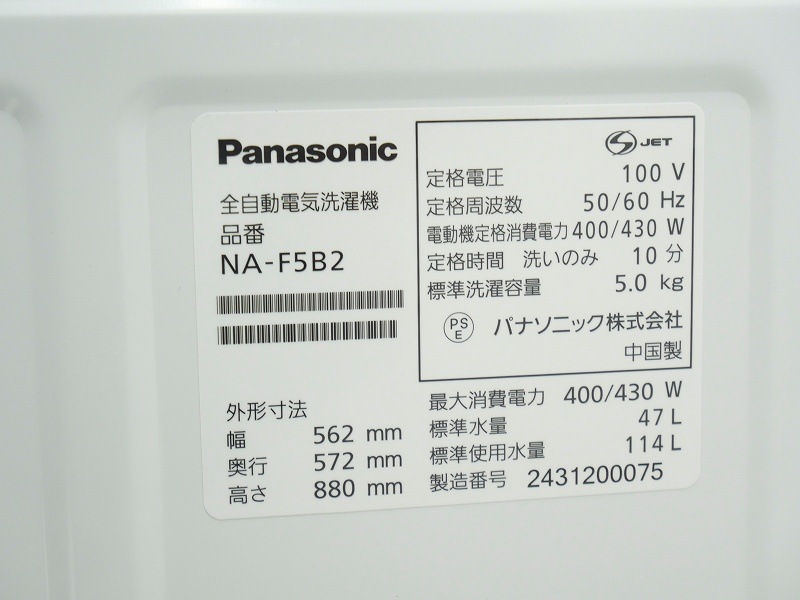 Panasonic
全自動電気洗濯機
品番
NA-F5B2
外形寸法
幅 562 mm
奥行 572 mm
高さ 880 mm
S JET
定格電圧 100 V
定格周波数 50/60 Hz
電動機定格消費電力 400/430 W
定格時間 洗いのみ 10 分
標準洗濯容量 5.0 kg
PS E パナソニック株式会社
中国製
最大消費電力 400/430 W
標準水量 47 L
標準使用水量 114 L
製造番号 2431200075